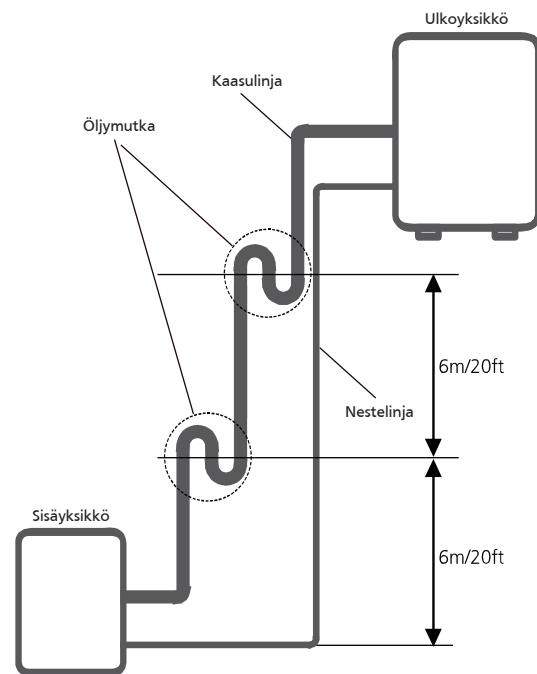 Ulkoyksikkö
Kaasulinja
Öljymutka
6m/20ft
Nestelinja
Sisäyksikkö
6m/20ft